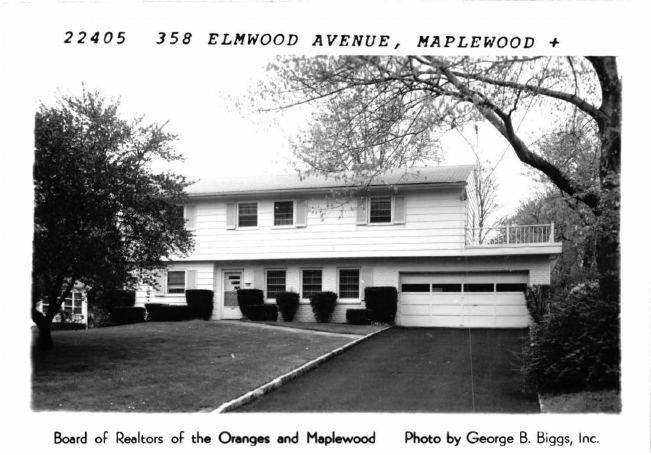 22405 358 ELMWOOD AVENUE, MAPLEWOOD +
Board of Realtors of the Oranges and Maplewood Photo by George B. Biggs, Inc.